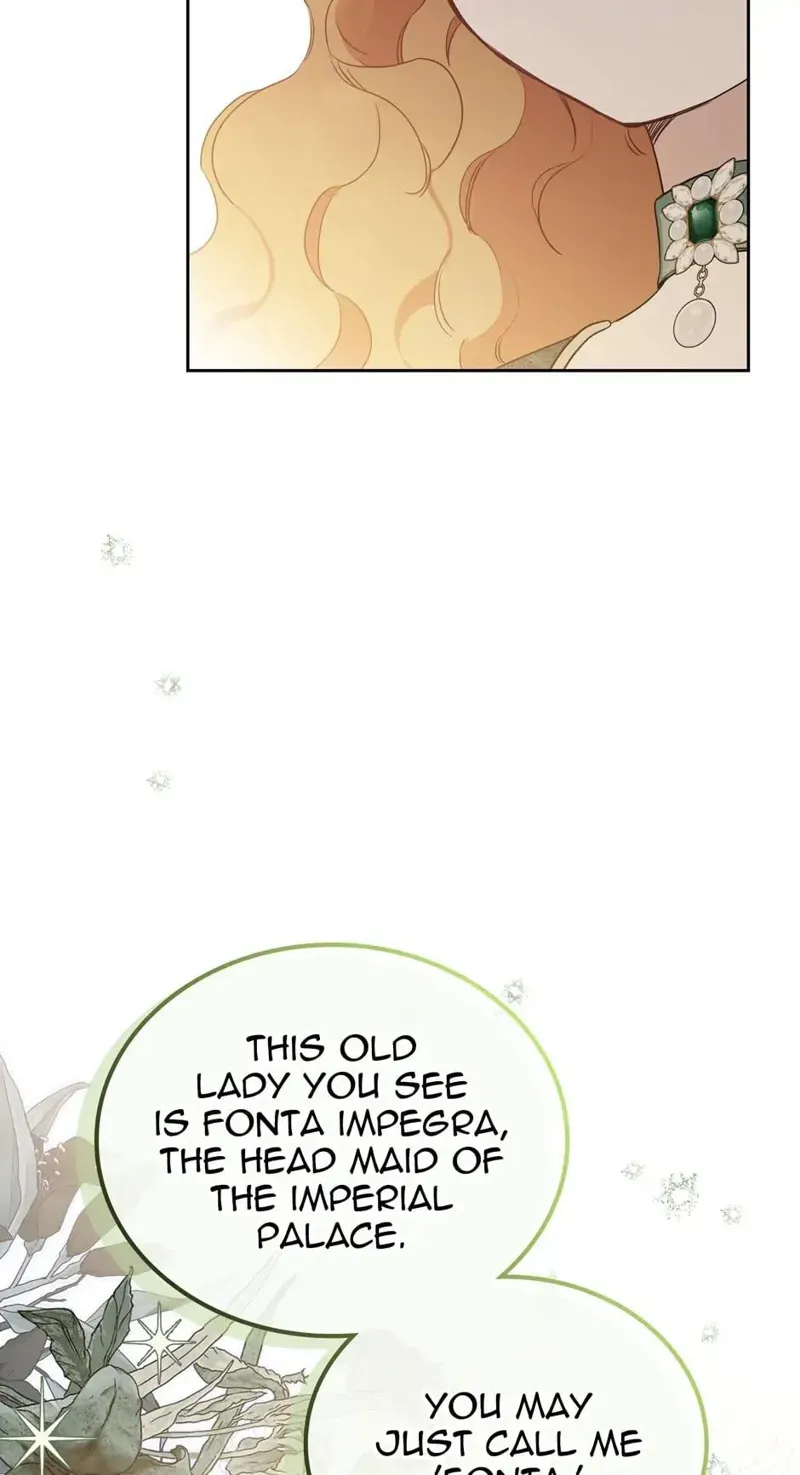 THIS OLD
LADY YOU SEE
IS FONTA IMPEGRA,
THE HEAD MAID OF
THE IMPERIAL
PALACE.
YOU MAY
JUST CALL ME
'FONTA.'